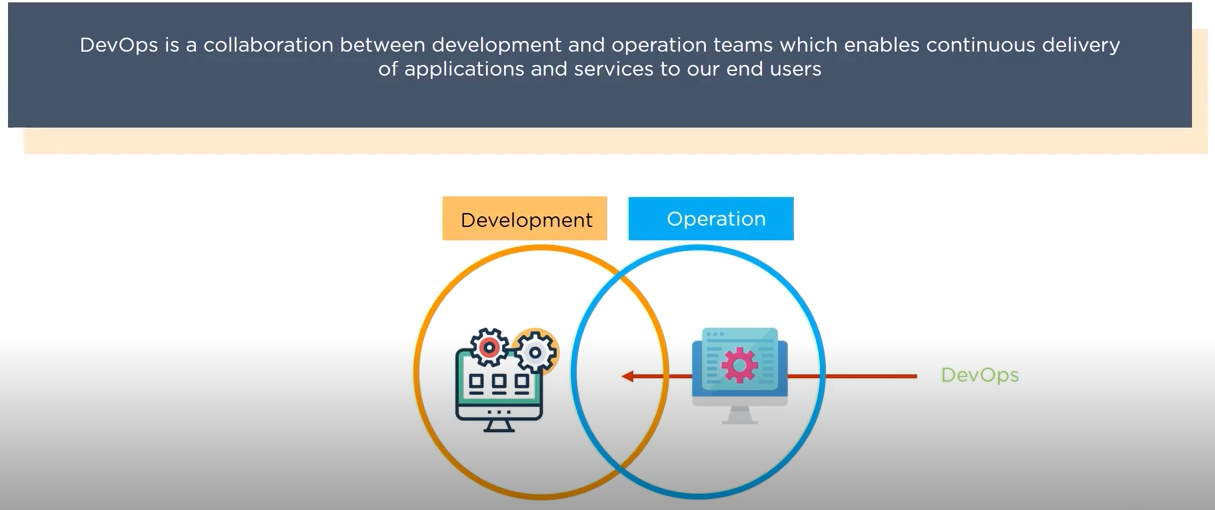 DevOps is a collaboration between development and operation teams which enables continuous delivery
of applications and services to our end users
Development
Operation
DevOps